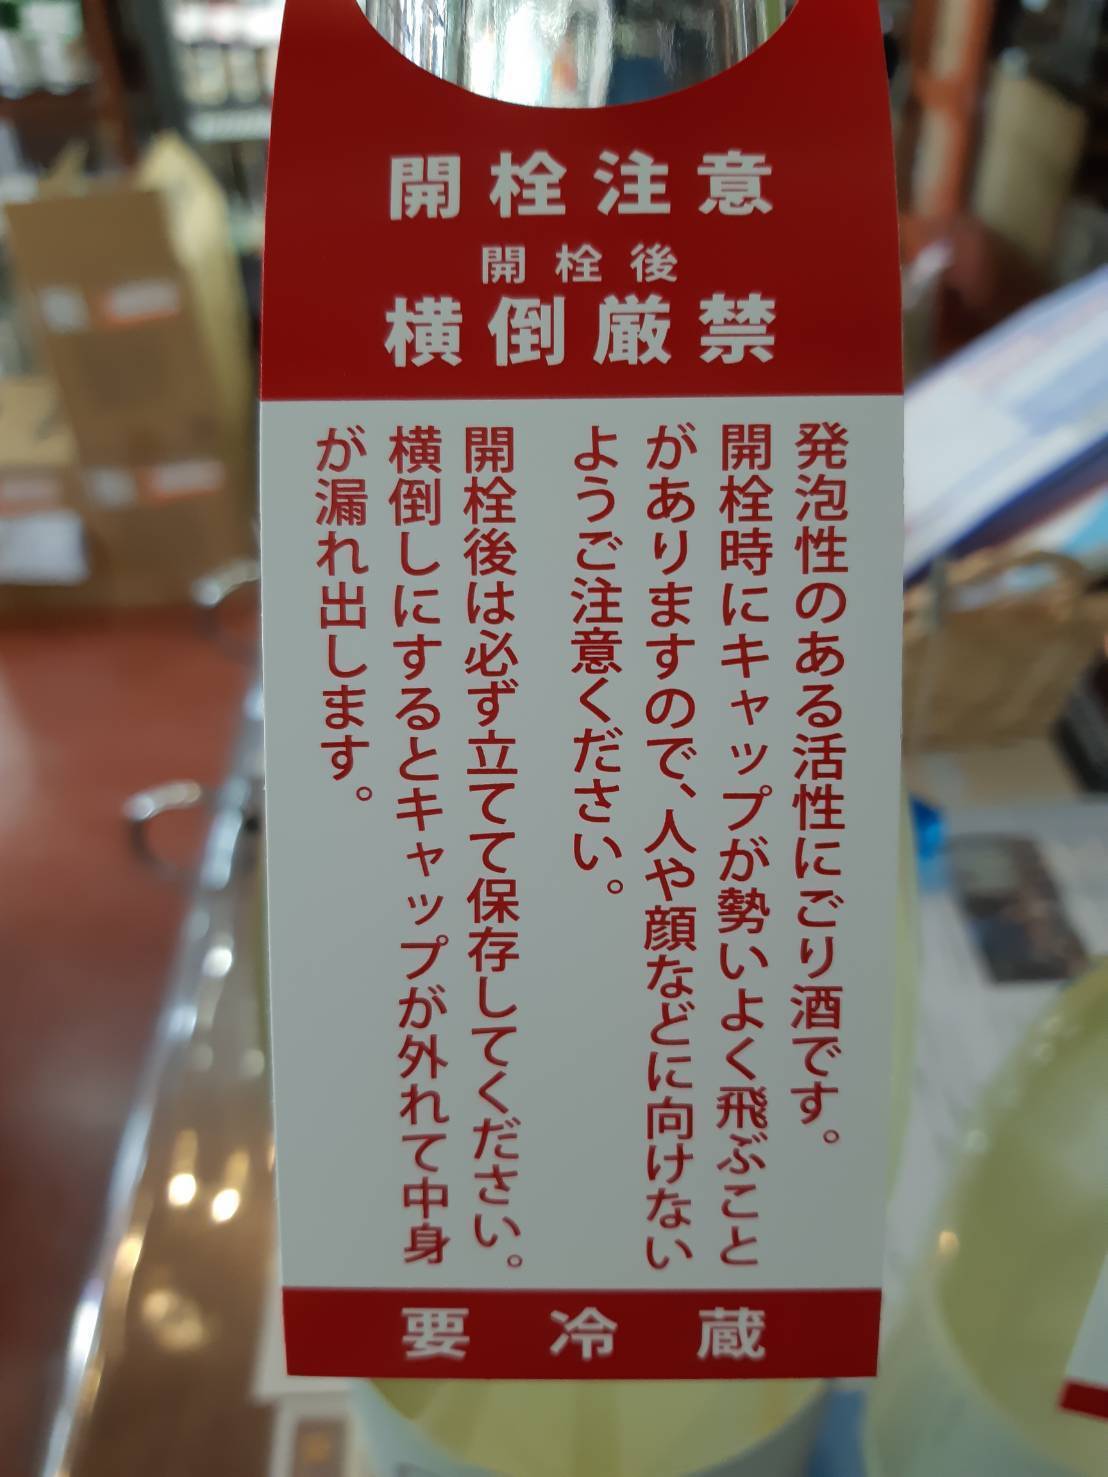 開栓注意
開栓後
横倒厳禁
発泡性のある活性にごり酒です。
開栓時にキャップが勢いよく飛ぶこと
がありますので、人や顔などに向けない
ようご注意ください。
開栓後は必ず立てて保存してください。
横倒しにするとキャップが外れて中身
が漏れ出します。
要冷蔵